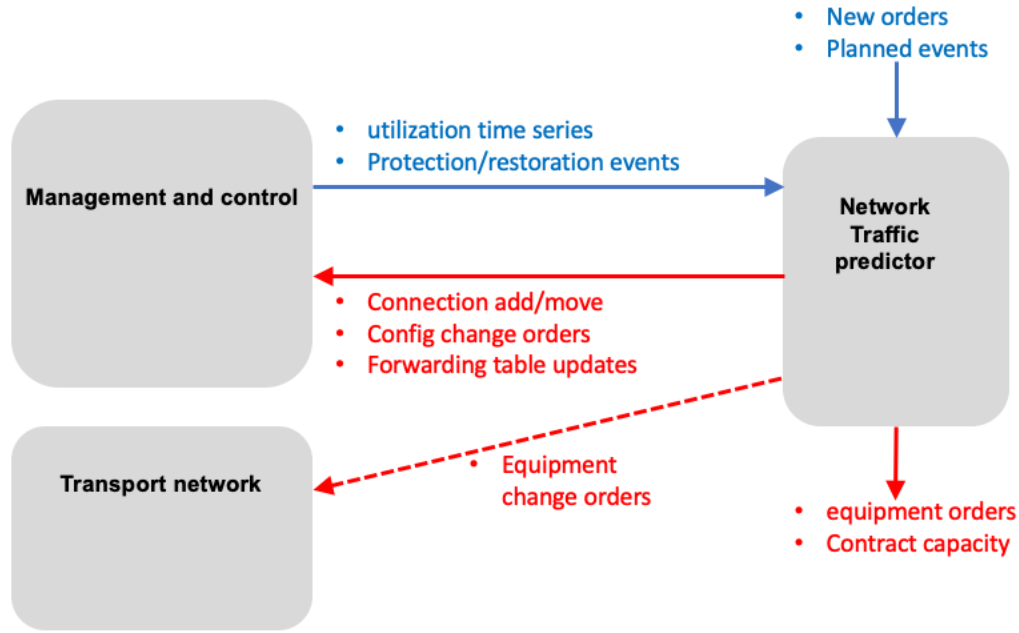 • New orders
• Planned events
• utilization time series
• Protection/restoration events
Management and control
Network
Traffic
predictor
• Connection add/move
• Config change orders
• Forwarding table updates
Transport network
• Equipment
change orders
• equipment orders
• Contract capacity